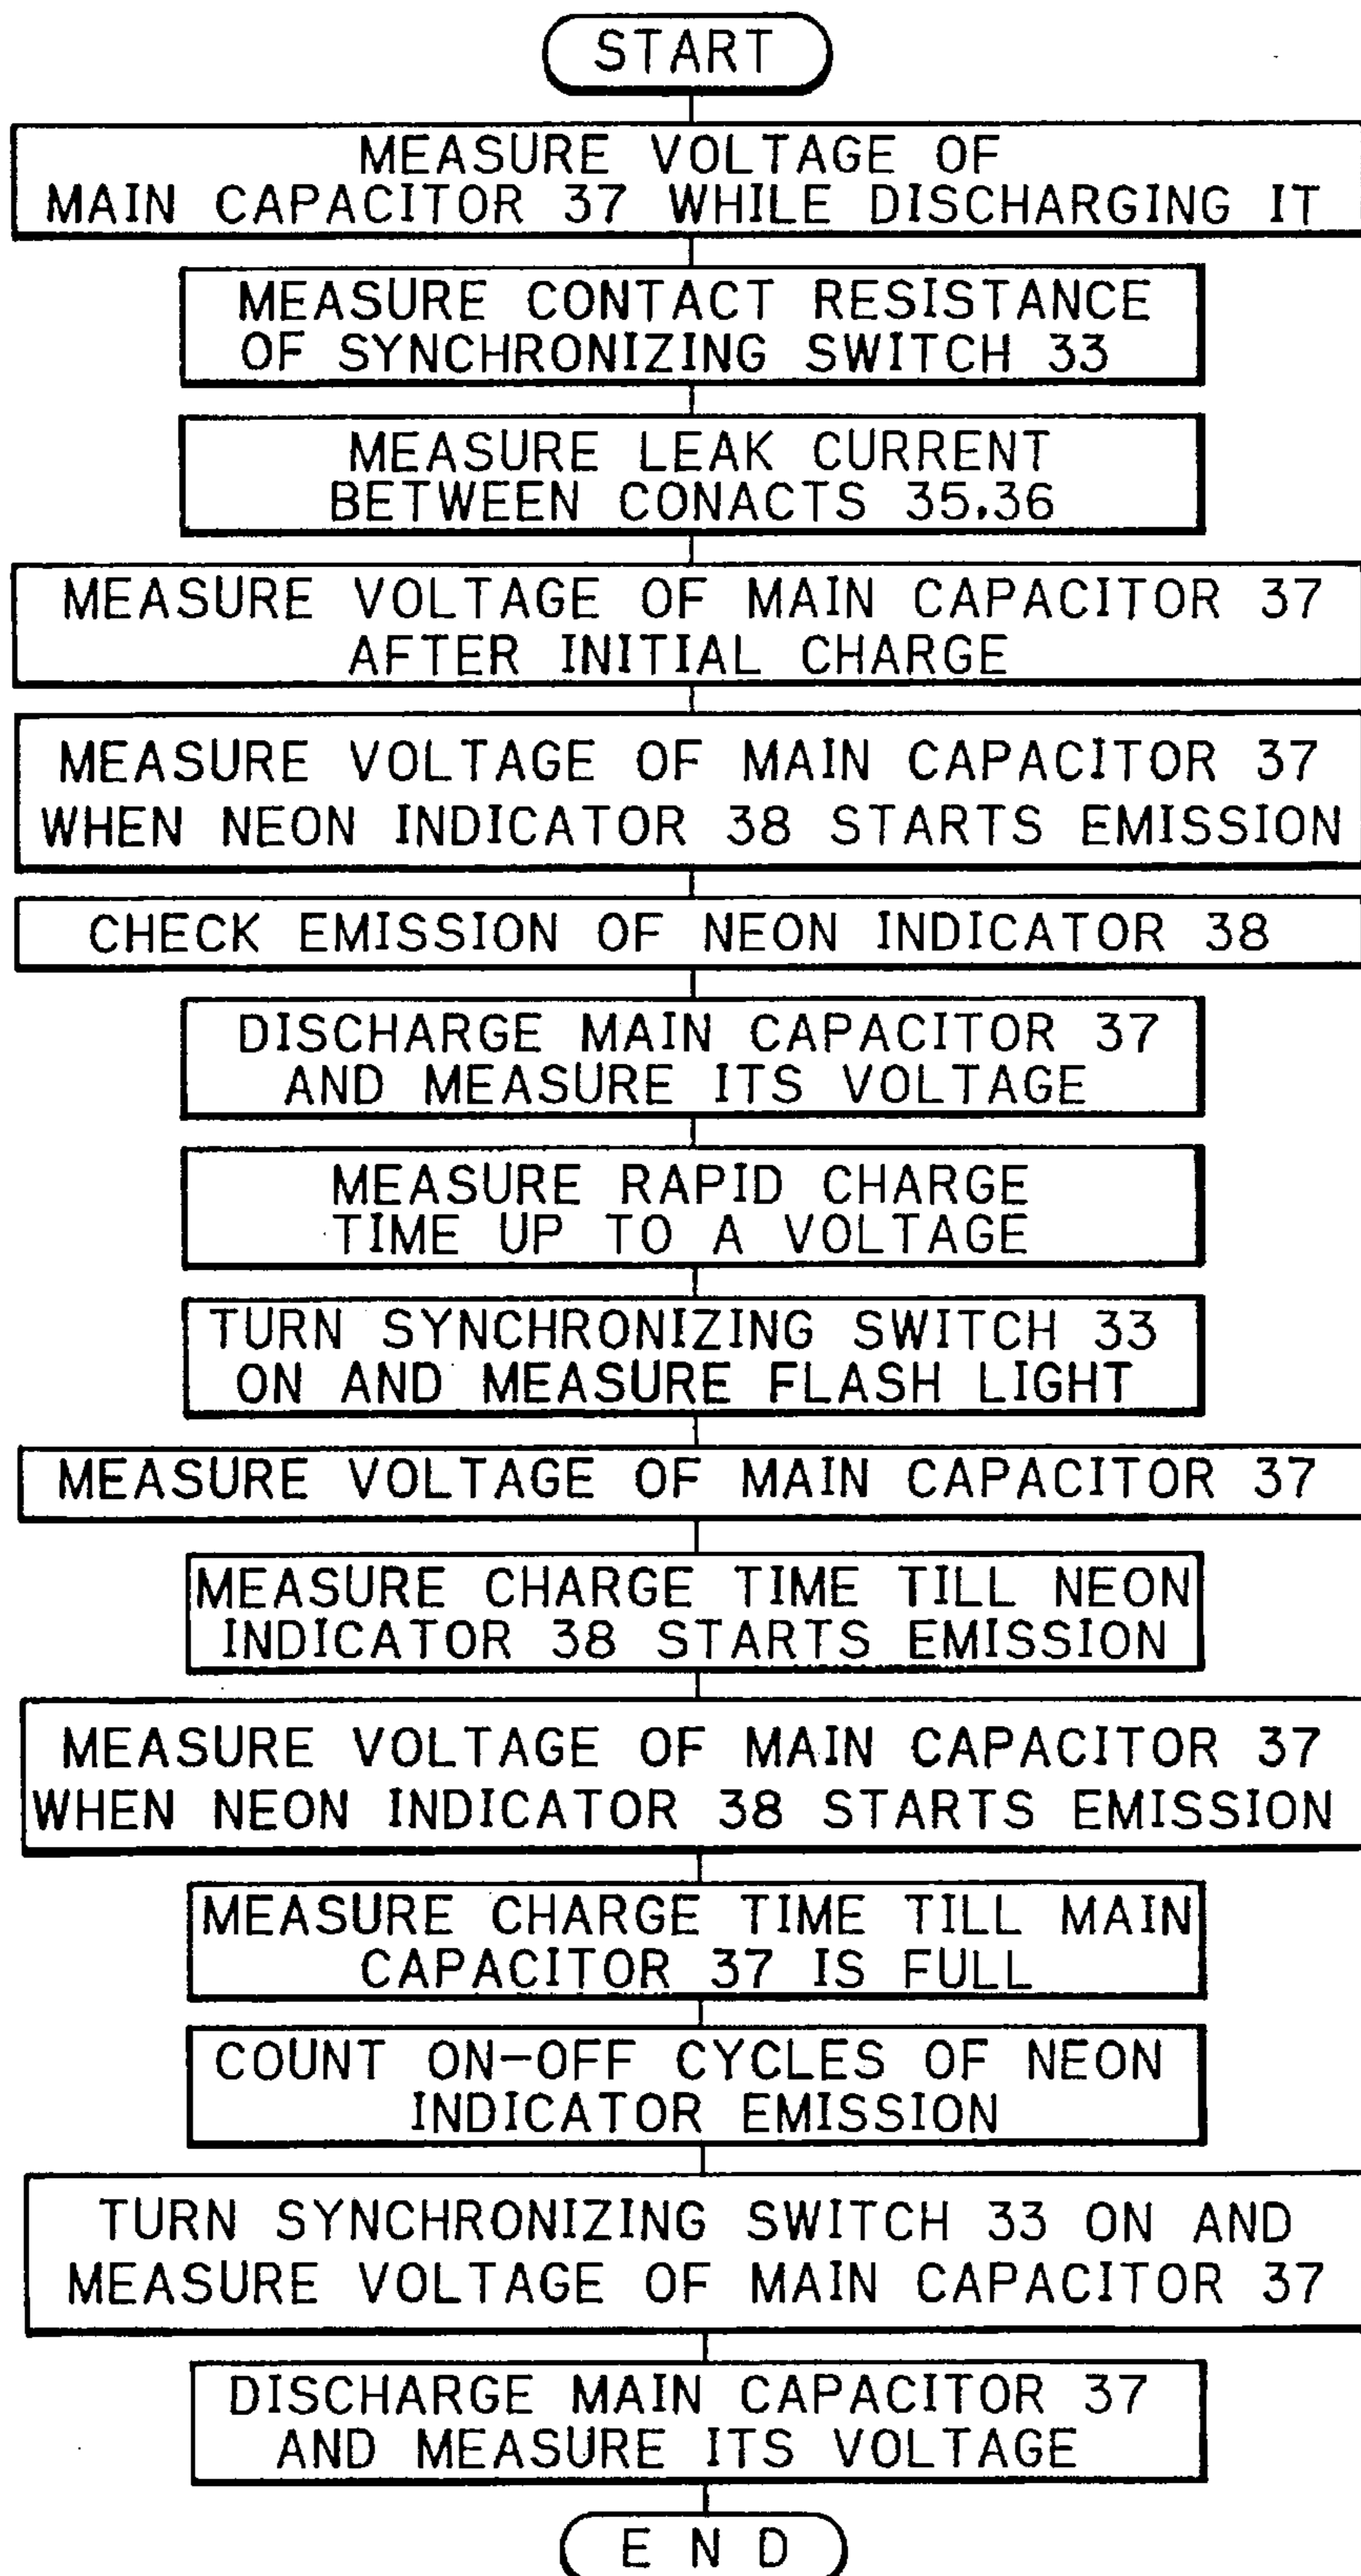 START
MEASURE VOLTAGE OF
MAIN CAPACITOR 37 WHILE DISCHARGING IT
MEASURE CONTACT RESISTANCE
OF SYNCHRONIZING SWITCH 33
MEASURE LEAK CURRENT
BETWEEN CONACTS 35,36
MEASURE VOLTAGE OF MAIN CAPACITOR 37
AFTER INITIAL CHARGE
MEASURE VOLTAGE OF MAIN CAPACITOR 37
WHEN NEON INDICATOR 38 STARTS EMISSION
CHECK EMISSION OF NEON INDICATOR 38
DISCHARGE MAIN CAPACITOR 37
AND MEASURE ITS VOLTAGE
MEASURE RAPID CHARGE
TIME UP TO A VOLTAGE
TURN SYNCHRONIZING SWITCH 33
ON AND MEASURE FLASH LIGHT
MEASURE VOLTAGE OF MAIN CAPACITOR 37
MEASURE CHARGE TIME TILL NEON
INDICATOR 38 STARTS EMISSION
MEASURE VOLTAGE OF MAIN CAPACITOR 37
WHEN NEON INDICATOR 38 STARTS EMISSION
MEASURE CHARGE TIME TILL MAIN
CAPACITOR 37 IS FULL
COUNT ON-OFF CYCLES OF NEON
INDICATOR EMISSION
TURN SYNCHRONIZING SWITCH 33 ON AND
MEASURE VOLTAGE OF MAIN CAPACITOR 37
DISCHARGE MAIN CAPACITOR 37
AND MEASURE ITS VOLTAGE
END